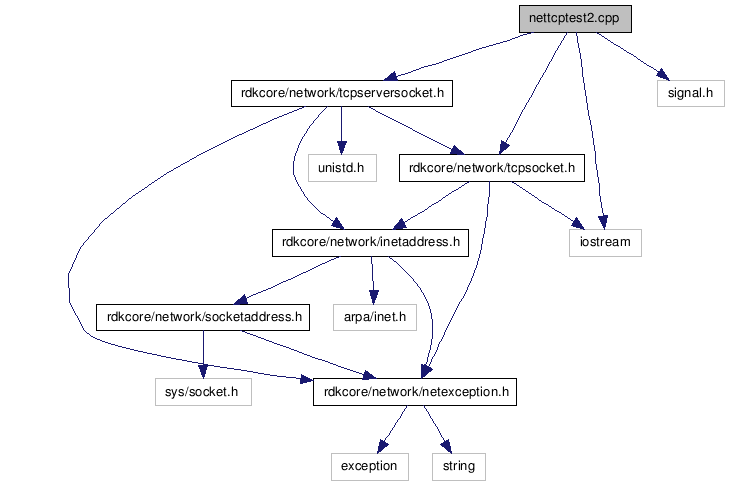 nettcptest2.cpp
rdkcore/network/tcpserversocket.h
signal.h
unistd.h
rdkcore/network/tcpsocket.h
rdkcore/network/inetaddress.h
iostream
rdkcore/network/socketaddress.h
arpa/inet.h
sys/socket.h
rdkcore/network/netexception.h
exception
string